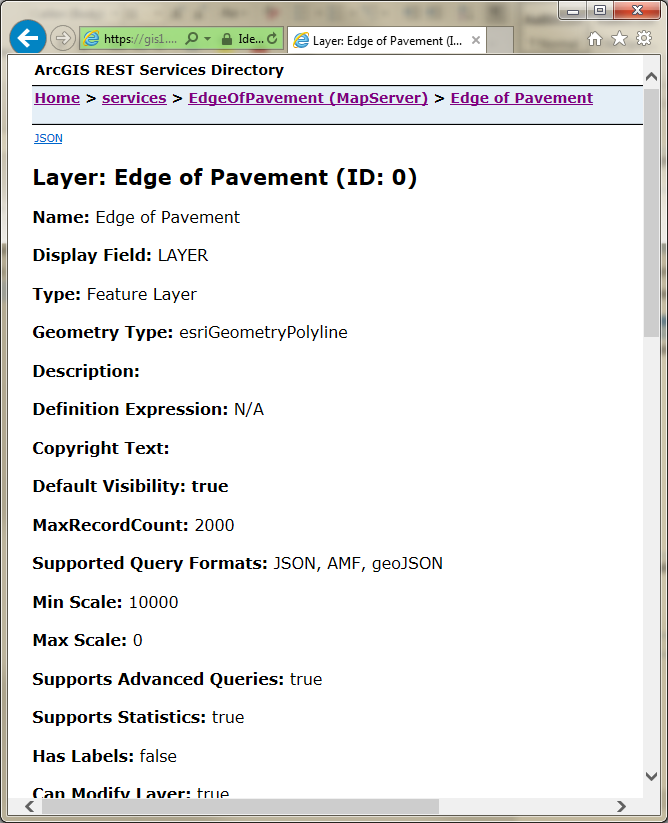 https://gis1....
Ide...
Layer: Edge of Pavement (I...
ArcGIS REST Services Directory
Home > services > EdgeOfPavement (MapServer) > Edge of Pavement
JSON
Layer: Edge of Pavement (ID: 0)
Name: Edge of Pavement
Display Field: LAYER
Type: Feature Layer
Geometry Type: esriGeometryPolyline
Description:
Definition Expression: N/A
Copyright Text:
Default Visibility: true
MaxRecordCount: 2000
Supported Query Formats: JSON, AMF, geoJSON
Min Scale: 10000
Max Scale: 0
Supports Advanced Queries: true
Supports Statistics: true
Has Labels: false
Can Modify Layer: true